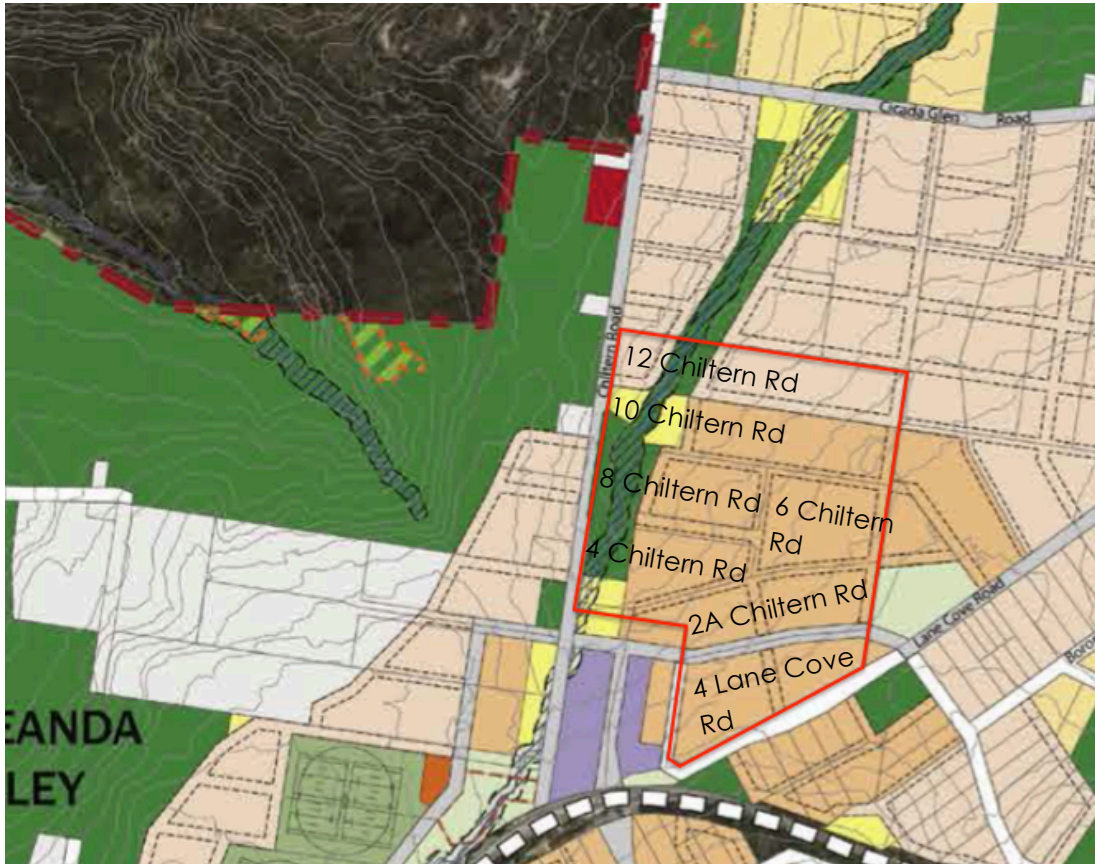 Cicada Glen Road
Chiltern Road
12 Chiltern Rd
10 Chiltern Rd
8 Chiltern Rd
6 Chiltern
Rd
4 Chiltern Rd
2A Chiltern Rd
Lane Cove Road
4 Lane Cove
Rd
EANDA
LEY